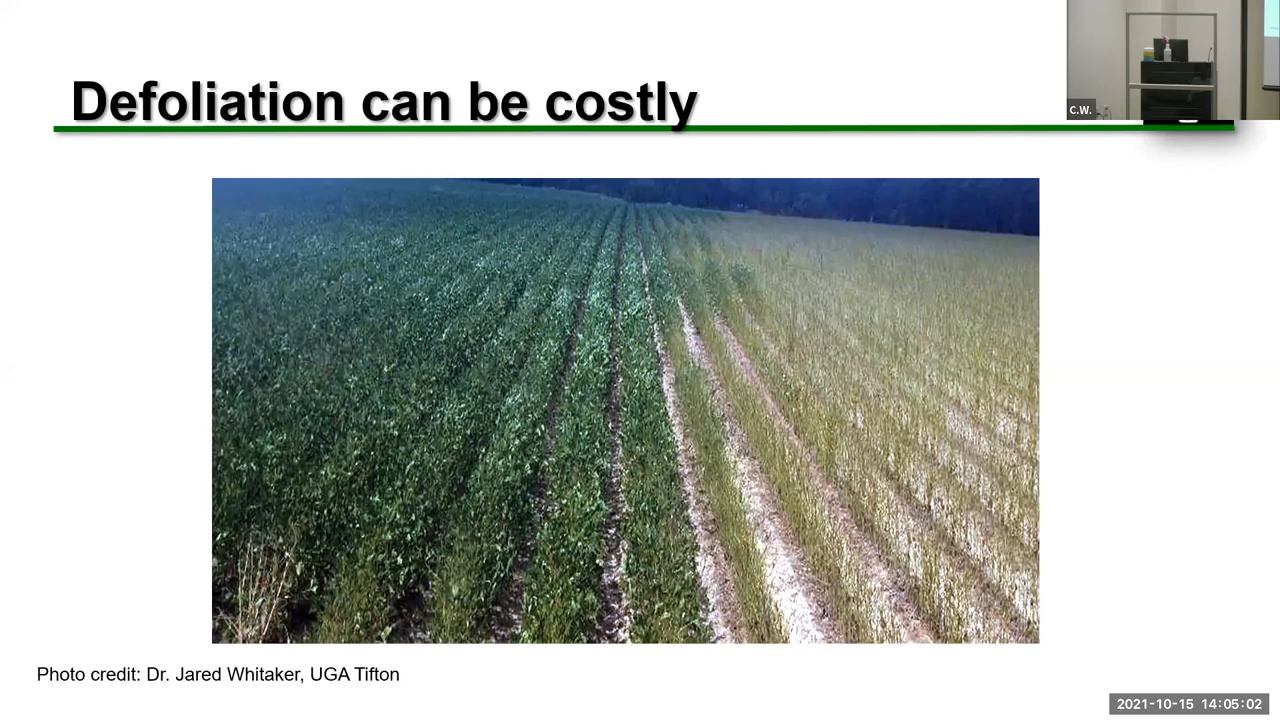 Defoliation can be costly
C.W.
Photo credit: Dr. Jared Whitaker, UGA Tifton
2021-10-15 14:05:02